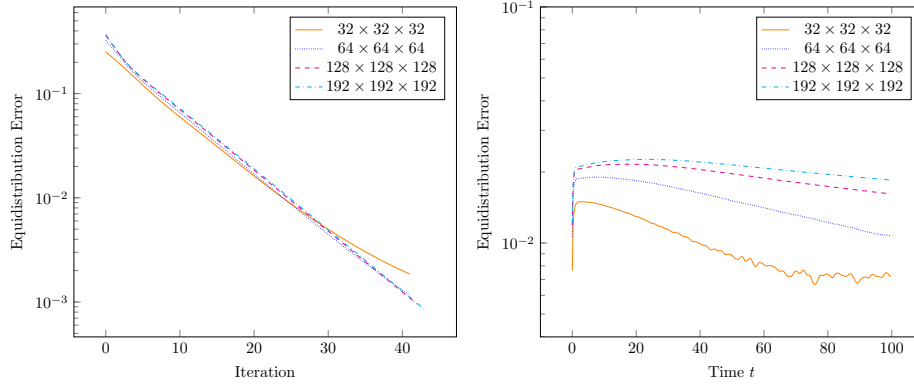 32 × 32 × 32
64 × 64 × 64
128 × 128 × 128
192 × 192 × 192
10⁻¹
10⁻²
10⁻³
Equidistribution Error
0 10 20 30 40
Iteration
32 × 32 × 32
64 × 64 × 64
128 × 128 × 128
192 × 192 × 192
10⁻¹
10⁻²
Equidistribution Error
0 20 40 60 80 100
Time t